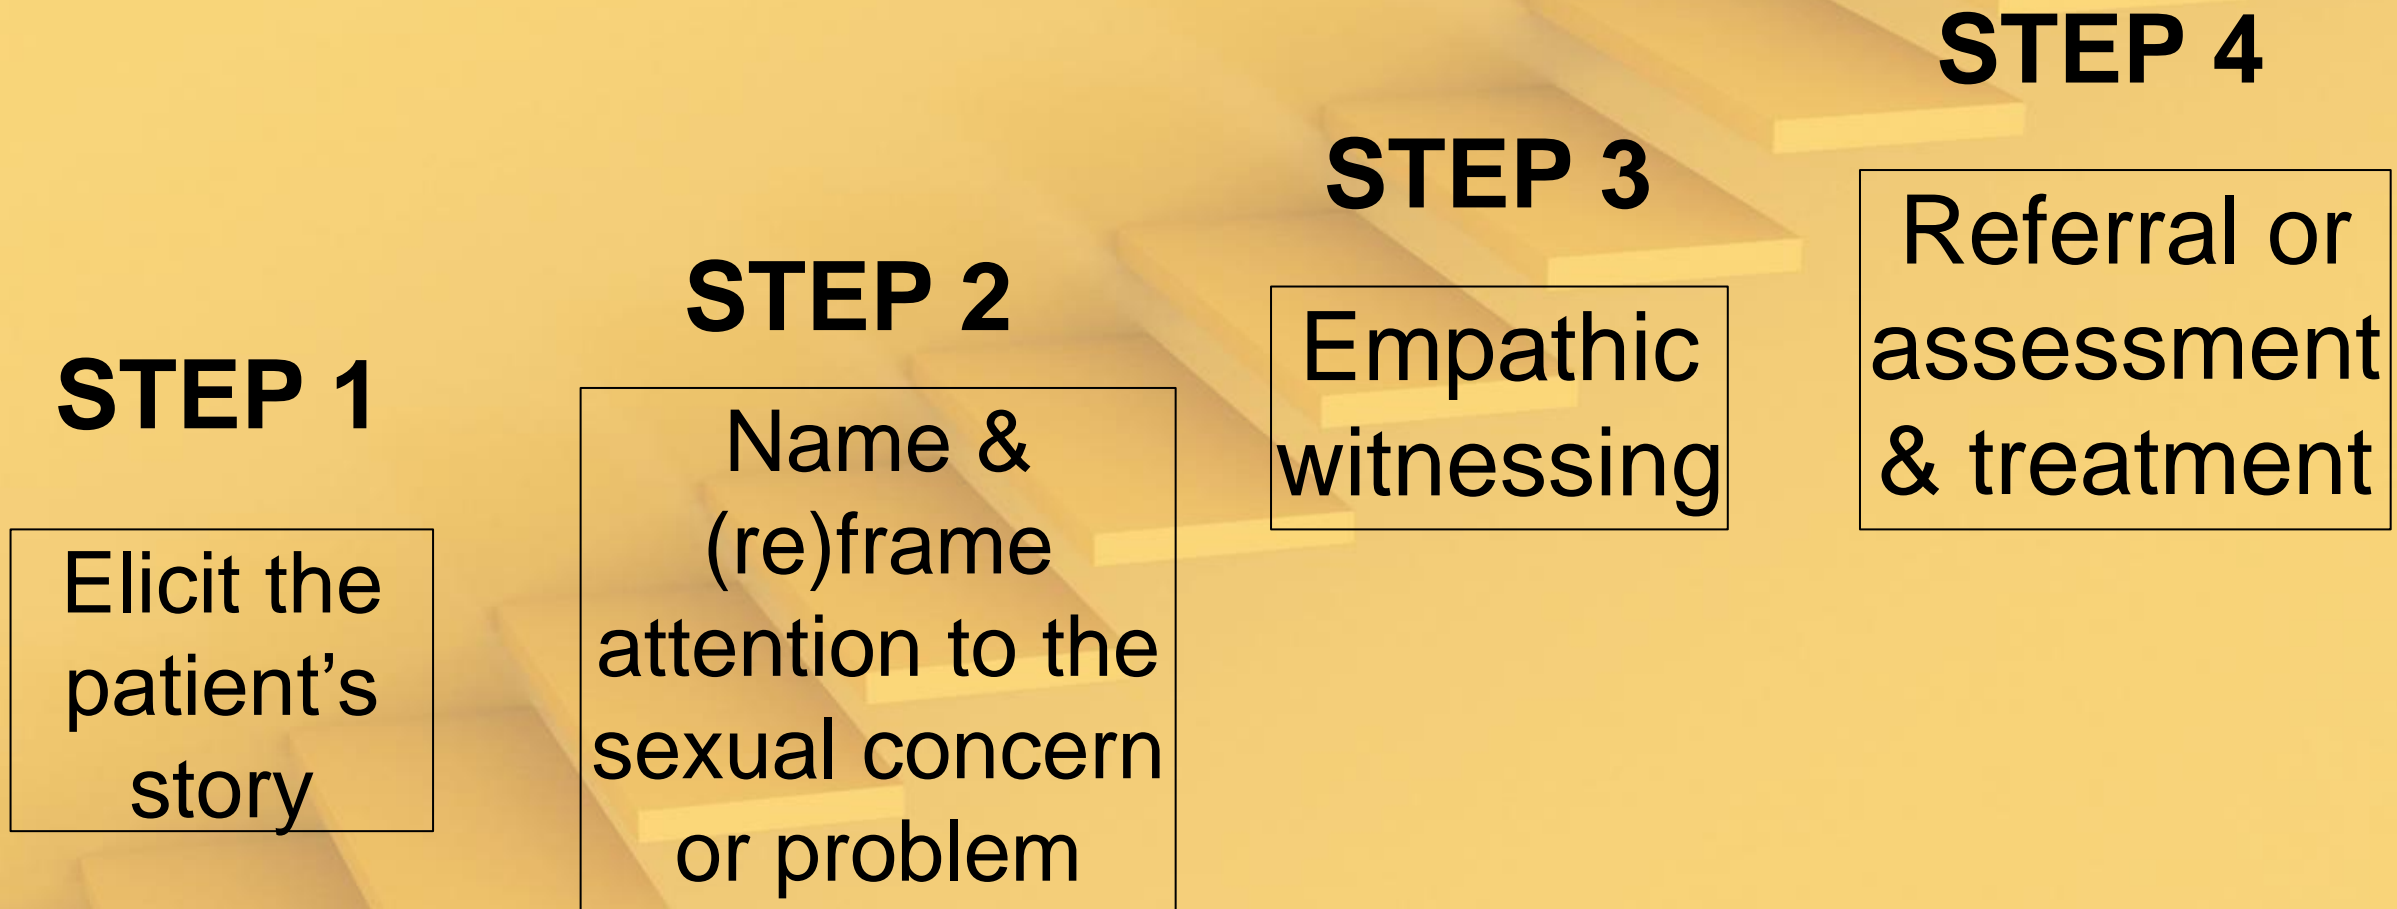 STEP 1
Elicit the
patient’s
story
STEP 2
Name &
(re)frame
attention to the
sexual concern
or problem
STEP 3
Empathic
witnessing
STEP 4
Referral or
assessment
& treatment